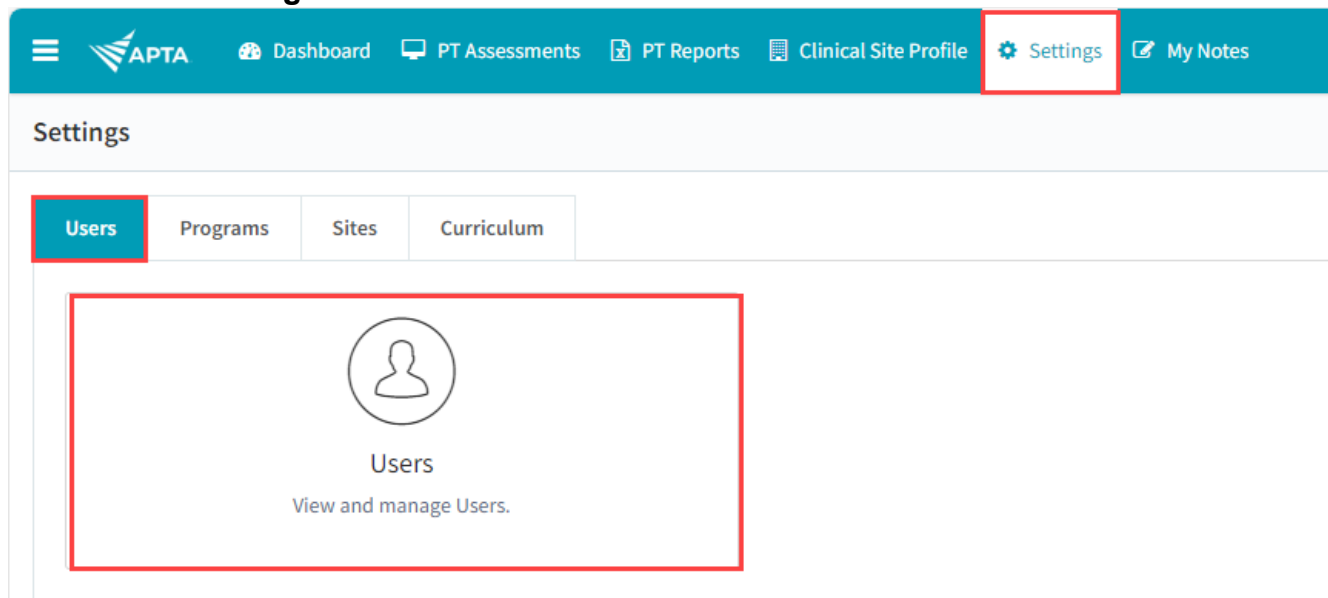 APTA Dashboard PT Assessments PT Reports Clinical Site Profile Settings My Notes
Settings
Users Programs Sites Curriculum
Users
View and manage Users.